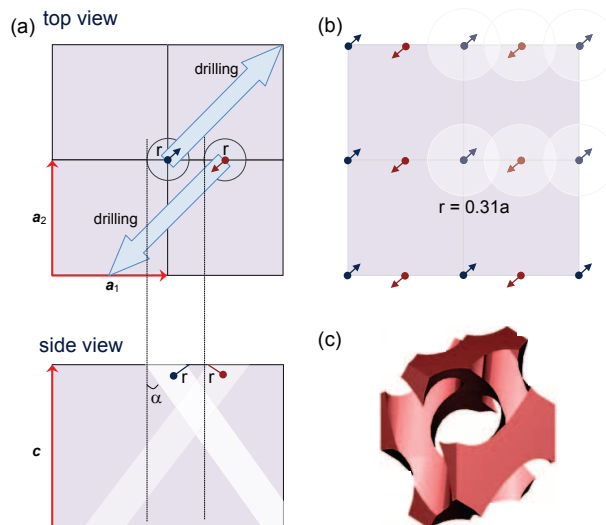 (a)
top view
drilling
r
r
drilling
a2
a1
side view
r
r
α
c
(b)
r = 0.31a
(c)